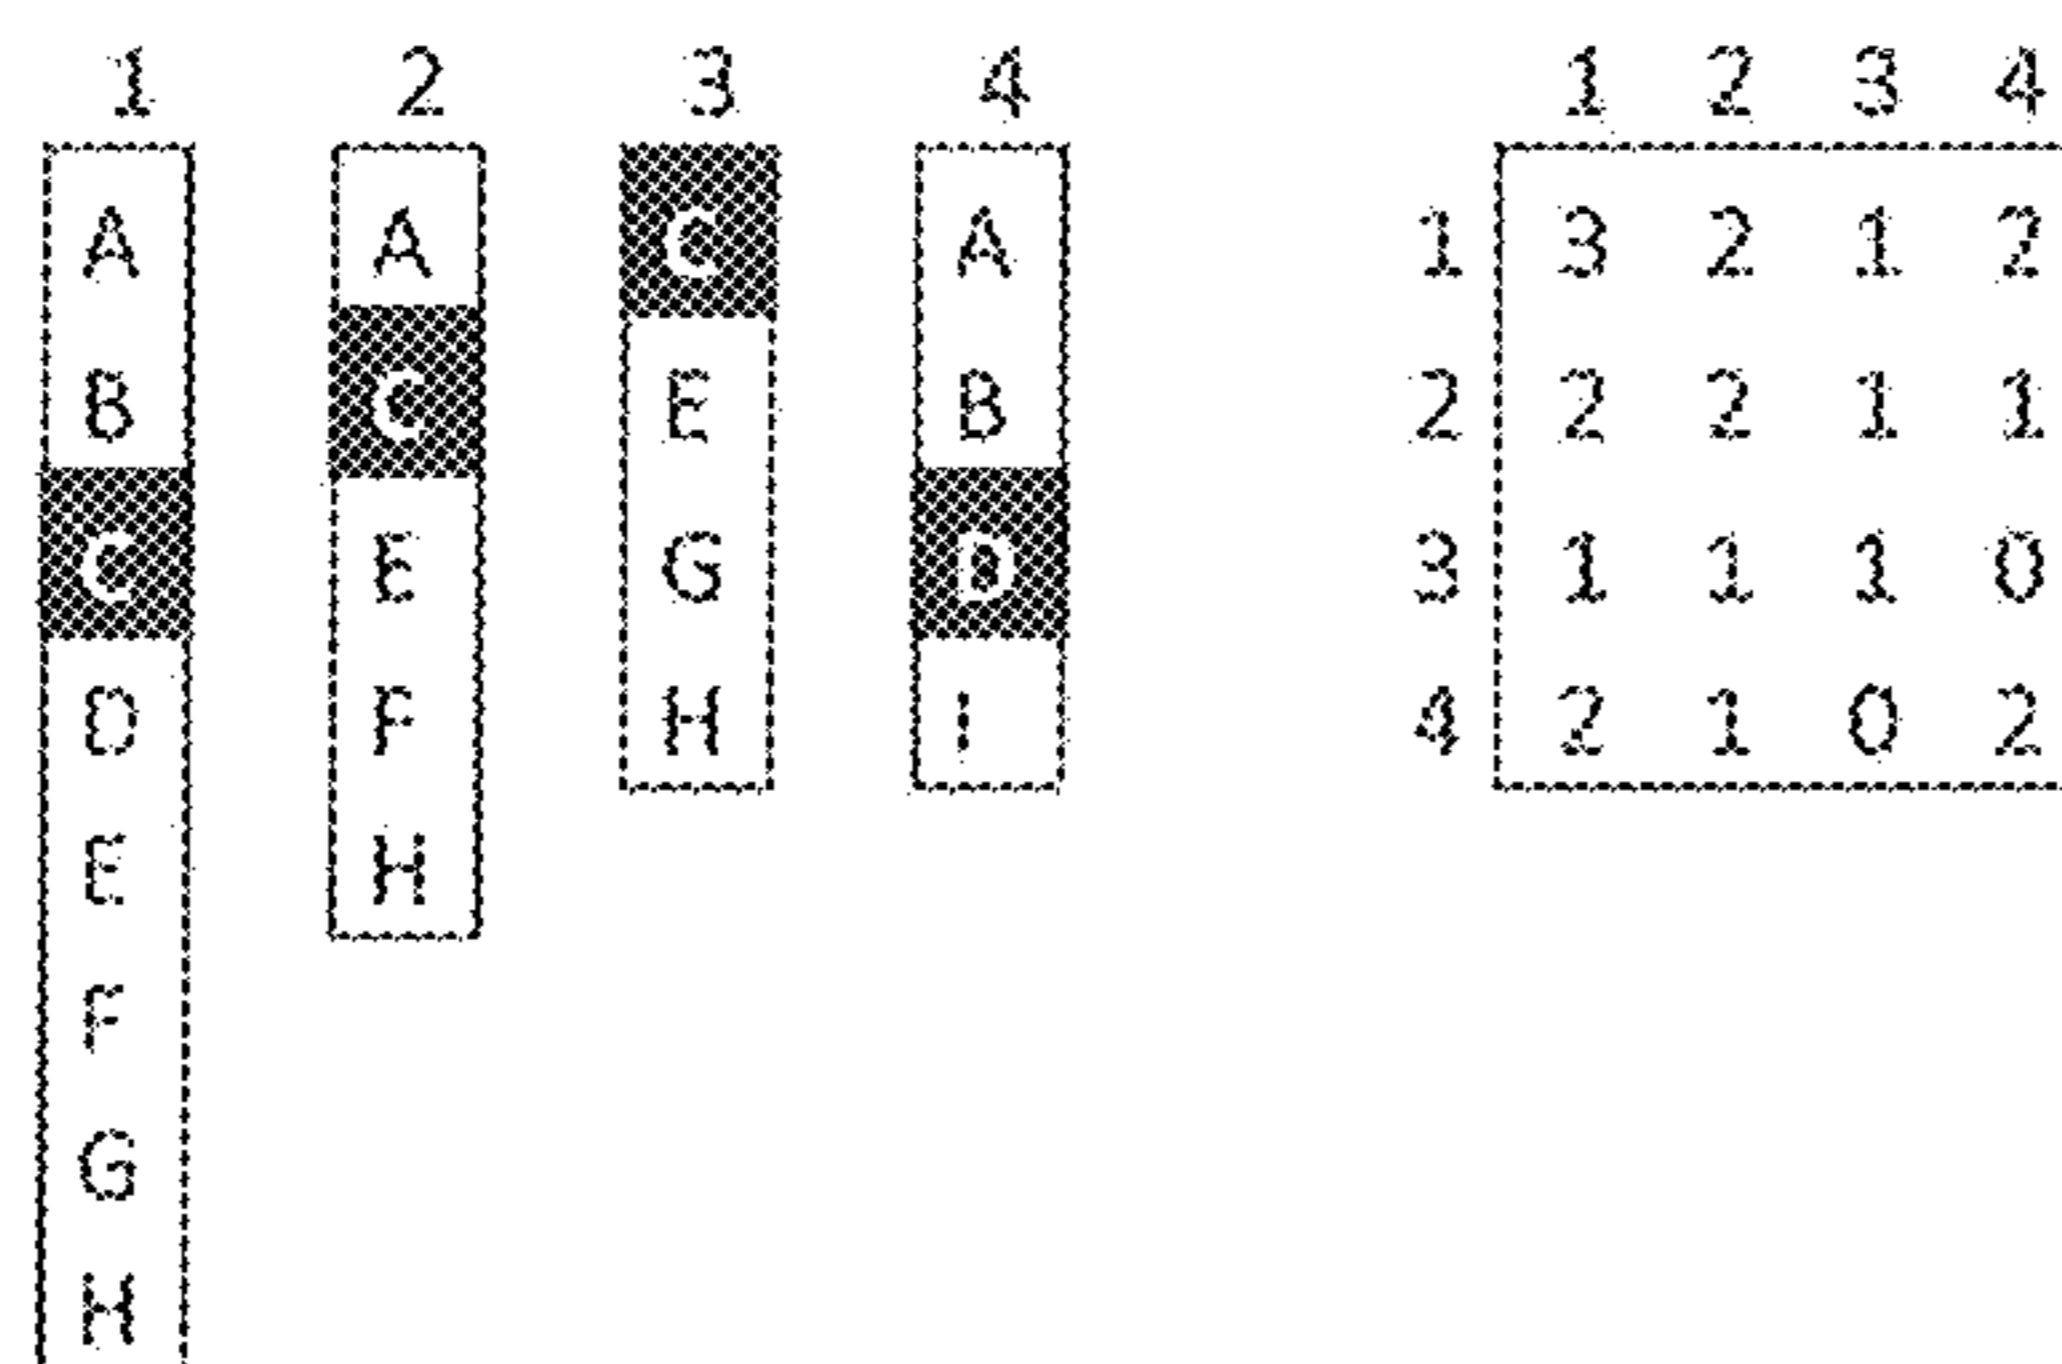 1 2 3 4 1 2 3 4
A A C A 1 3 2 1 2
B C E B 2 2 2 1 1
C E G D 3 1 1 1 0
D F H I 4 2 1 0 2
E H
F
G
H